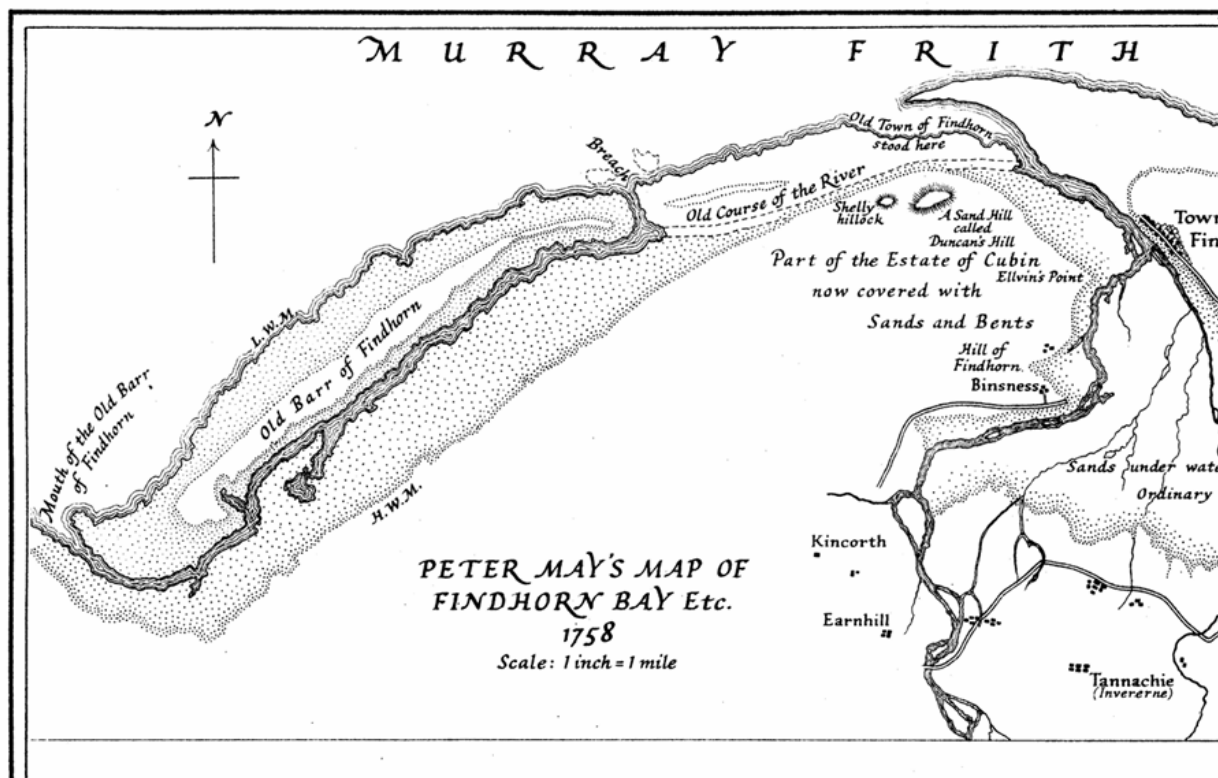 MURRAY FRITH
N
Old Town of Findhorn
stood here
Breach
Old Course of the River
Shelly
hillock
A Sand Hill
called
Duncan's Hill
Part of the Estate of Cubin
now covered with
Sands and Bents
Ellvin's Point
Town
Fin
L.W.M.
Old Barr of Findhorn
Hill of
Findhorn.
Binsness
Mouth of the Old Barr
of Findhorn
H.W.M.
Sands under wate
Ordinary
Kincorth
Earnhill
Tannachie
(Invererne)
PETER MAY'S MAP OF
FINDHORN BAY Etc.
1758
Scale: 1 inch = 1 mile